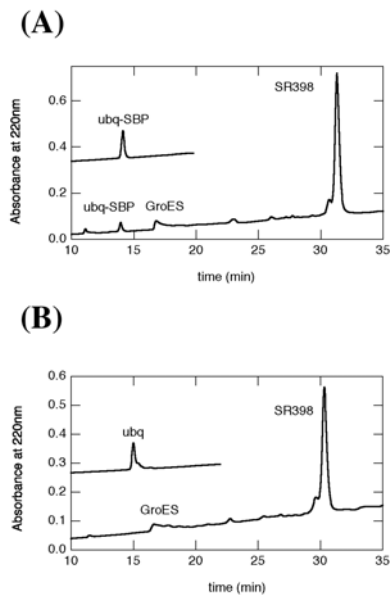 (A)
Absorbance at 220nm
0.6
0.4
0.2
0.0
ubq-SBP
ubq-SBP
GroES
SR398
10
15
20
25
30
35
time (min)
(B)
Absorbance at 220nm
0.6
0.5
0.4
0.3
0.2
0.1
0.0
ubq
GroES
SR398
10
15
20
25
30
35
time (min)